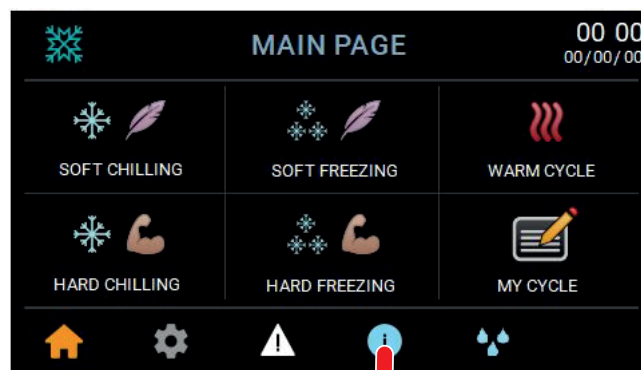 MAIN PAGE
00 00
00/00/00
SOFT CHILLING
SOFT FREEZING
WARM CYCLE
HARD CHILLING
HARD FREEZING
MY CYCLE